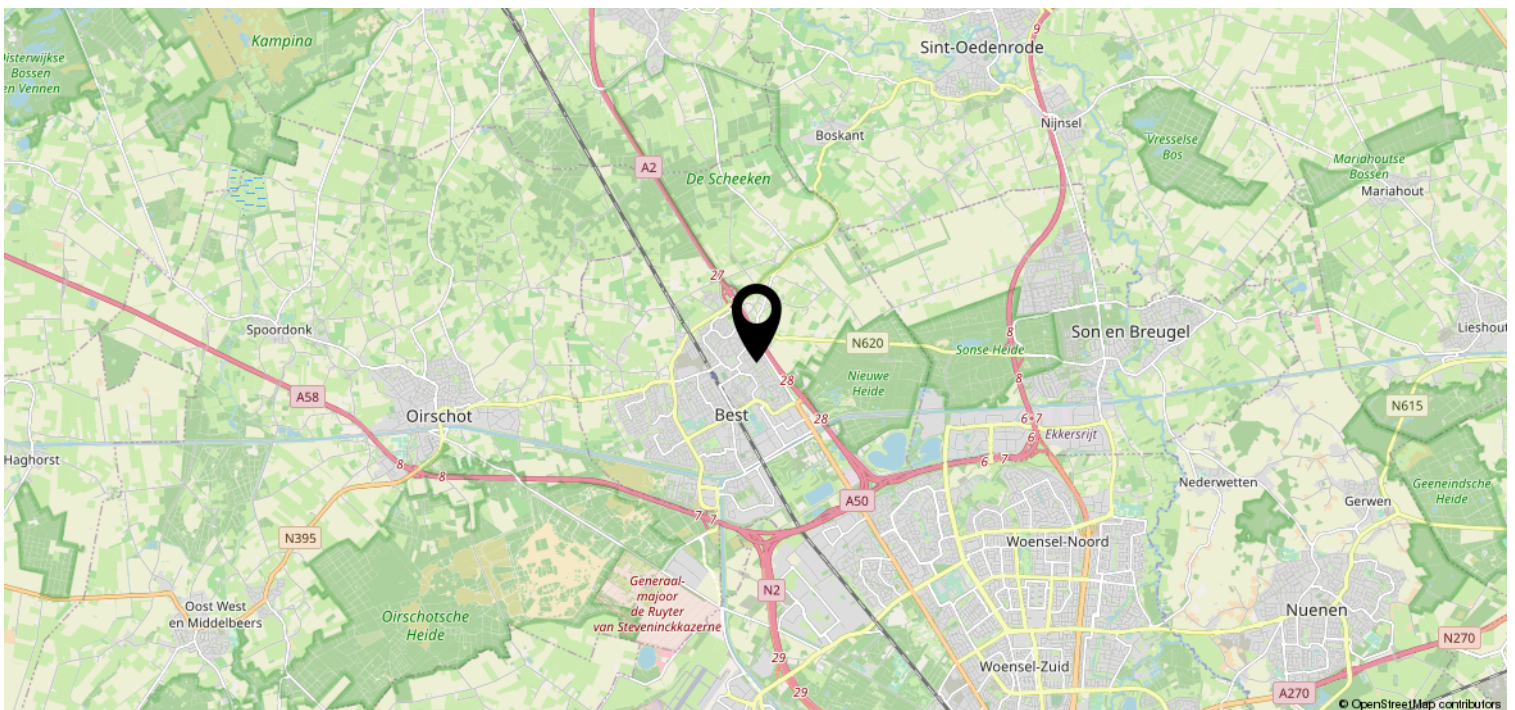 Kampina
Sint-Oedenrode
9
Oisterwijkse
Bossen
en Vennen
Nijnsel
Boskant
Vresselse
Bos
A2
De Scheeken
Mariahoutse
Bossen
Mariahout
27
Spoordonk
8
Son en Breugel
Lieshout
N620
Sonse Heide
28
Nieuwe
Heide
8
A58
Oirschot
Best
28
6
7
N615
6
Ekkersrijt
Haghorst
8
8
6
7
Nederwetten
Geeneindsche
Heide
A50
Gerwen
7
7
N395
Woensel-Noord
Generaal-
majoor
de Ruyter
van Steveninckkazerne
N2
Oost West
en Middelbeers
Oirschotsche
Heide
Nuenen
N270
29
Woensel-Zuid
29
A270
© OpenStreetMap contributors